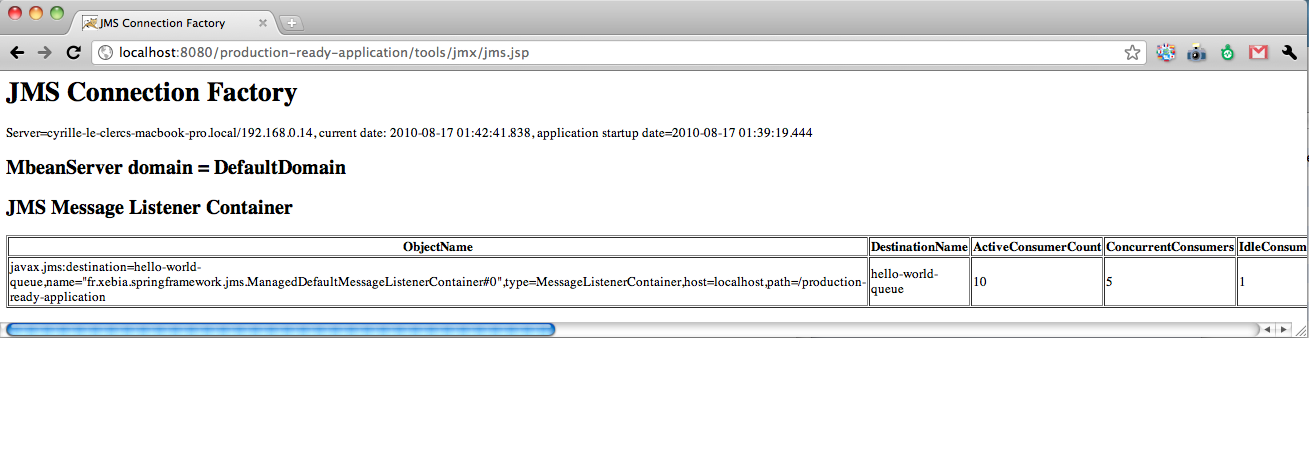 JMS Connection Factory
localhost:8080/production-ready-application/tools/jmx/jms.jsp
JMS Connection Factory
Server=cyrille-le-clercs-macbook-pro.local/192.168.0.14, current date: 2010-08-17 01:42:41.838, application startup date=2010-08-17 01:39:19.444
MbeanServer domain = DefaultDomain
JMS Message Listener Container
ObjectName DestinationName ActiveConsumerCount ConcurrentConsumers IdleConsum
javax.jms:destination=hello-world-
queue,name="fr.xebia.springframework.jms.ManagedDefaultMessageListenerContainer#0",type=MessageListenerContainer,host=localhost,path=/production-
ready-application
hello-world-
queue
10
5
1